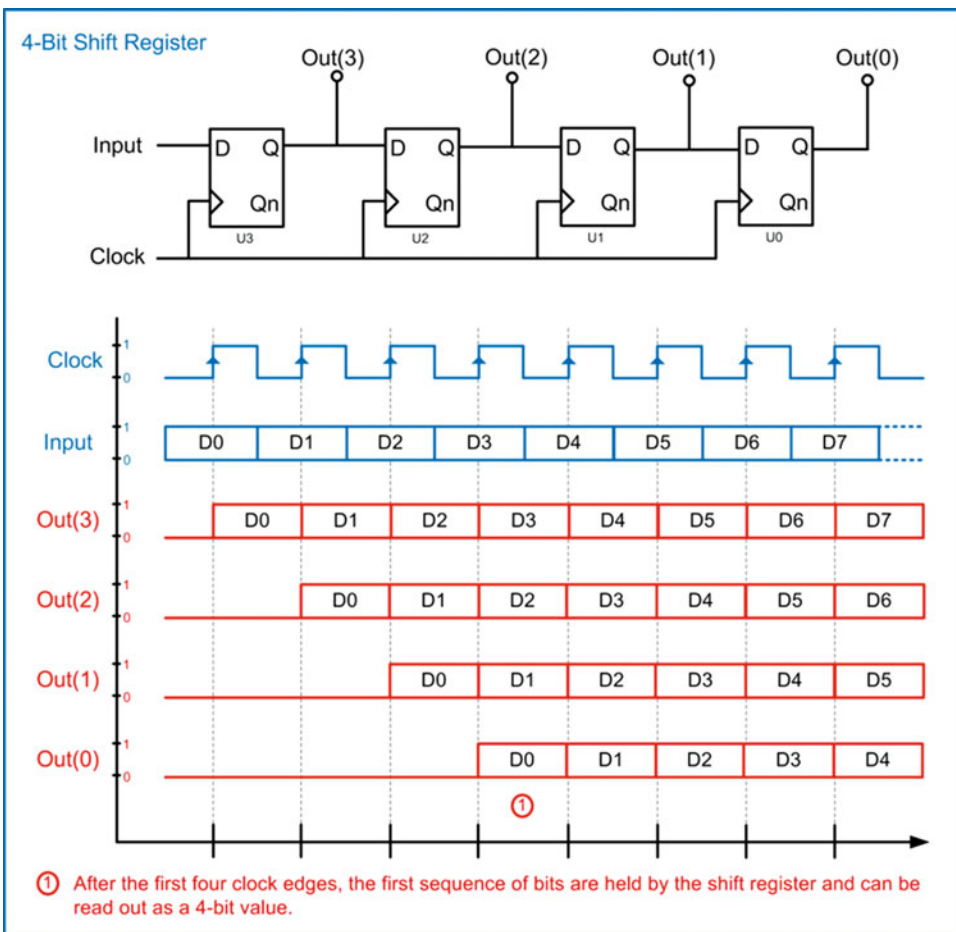 4-Bit Shift Register
Out(3) Out(2) Out(1) Out(0)
Input D Q D Q D Q D Q
Qn Qn Qn Qn
U3 U2 U1 U0
Clock
Clock 1
0
Input 1 D0 D1 D2 D3 D4 D5 D6 D7
0
Out(3) 1 D0 D1 D2 D3 D4 D5 D6 D7
0
Out(2) 1 D0 D1 D2 D3 D4 D5 D6
0
Out(1) 1 D0 D1 D2 D3 D4 D5
0
Out(0) 1 D0 D1 D2 D3 D4
0
1
1 After the first four clock edges, the first sequence of bits are held by the shift register and can be
read out as a 4-bit value.